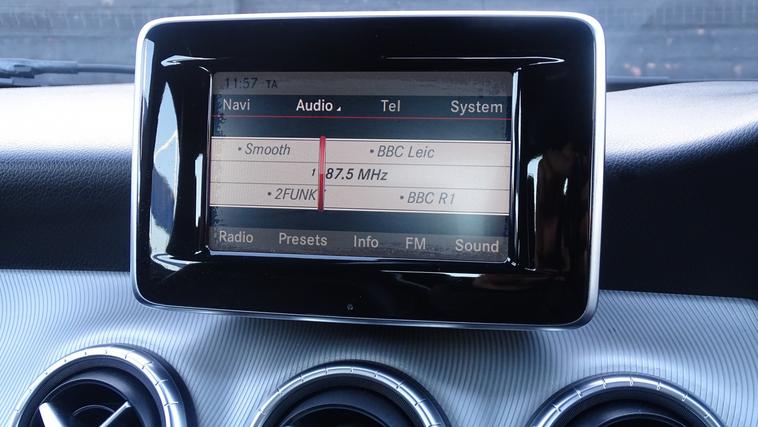 11:57 TA
Navi Audio Tel System
• Smooth • BBC Leic
1 87.5 MHz
• 2FUNK • BBC R1
Radio Presets Info FM Sound